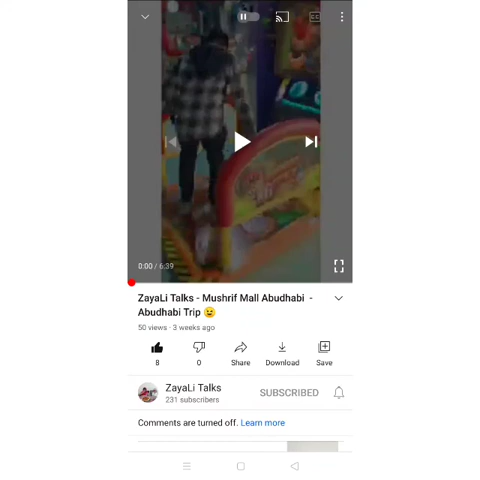 CC
0:00 / 6:39
ZayaLi Talks - Mushrif Mall Abudhabi -
Abudhabi Trip 😉
50 views · 3 weeks ago
8
0
Share
Download
Save
ZayaLi Talks
231 subscribers
SUBSCRIBED
Comments are turned off. Learn more